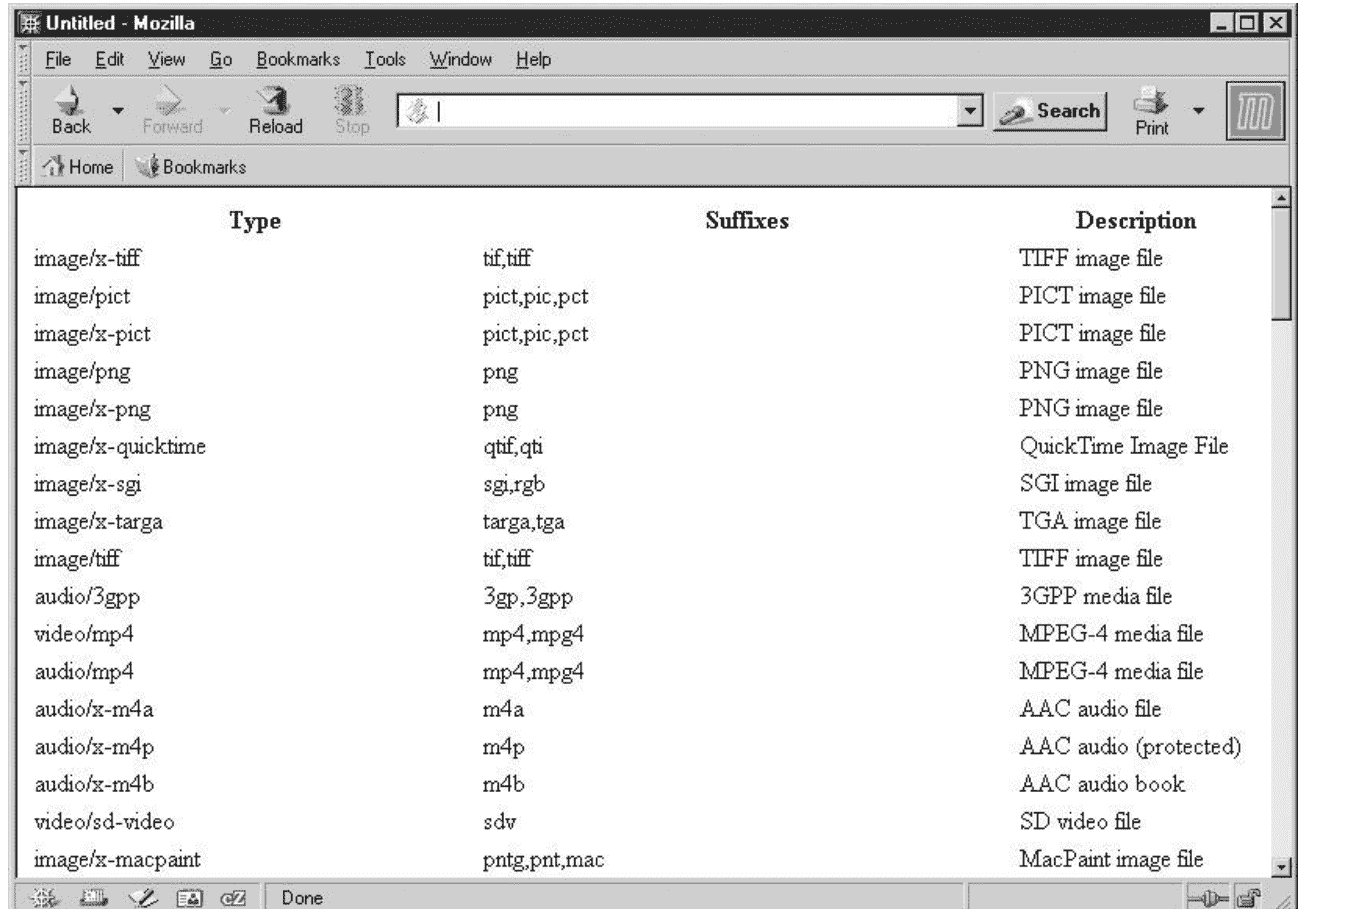 Untitled - Mozilla
File Edit View Go Bookmarks Tools Window Help
Back Forward Reload Stop Search Print
Home Bookmarks
Type Suffixes Description
image/x-tiff tif,tiff TIFF image file
image/pict pict,pic,pct PICT image file
image/x-pict pict,pic,pct PICT image file
image/png png PNG image file
image/x-png png PNG image file
image/x-quicktime qtif,qti QuickTime Image File
image/x-sgi sgi,rgb SGI image file
image/x-targa targa,tga TGA image file
image/tiff tif,tiff TIFF image file
audio/3gpp 3gp,3gpp 3GPP media file
video/mp4 mp4,mpg4 MPEG-4 media file
audio/mp4 mp4,mpg4 MPEG-4 media file
audio/x-m4a m4a AAC audio file
audio/x-m4p m4p AAC audio (protected)
audio/x-m4b m4b AAC audio book
video/sd-video sdv SD video file
image/x-macpaint pntg,pnt,mac MacPaint image file
Done